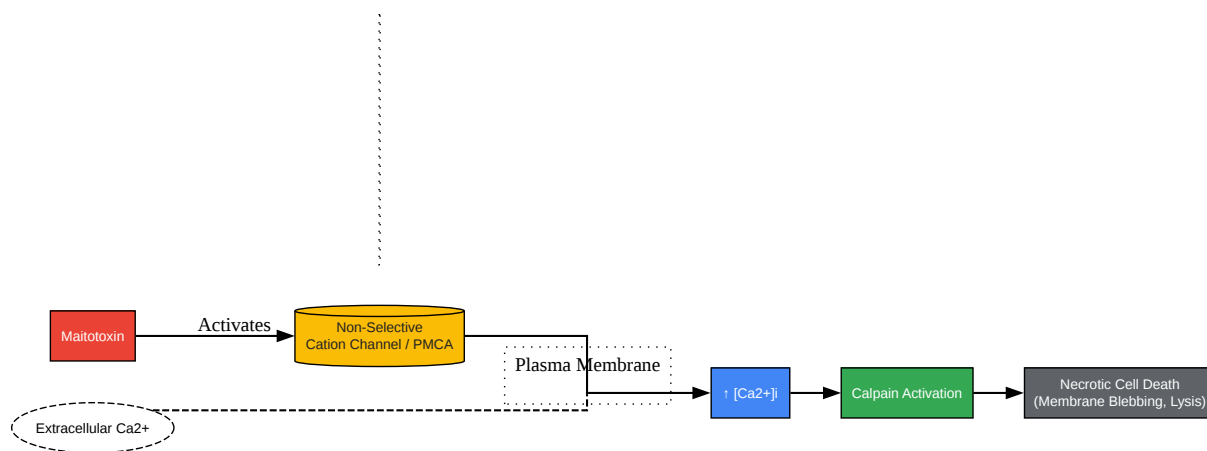 Maitotoxin
Activates
Non-Selective
Cation Channel / PMCA
Plasma Membrane
Extracellular Ca2+
↑ [Ca2+]i
Calpain Activation
Necrotic Cell Death
(Membrane Blebbing, Lysis)